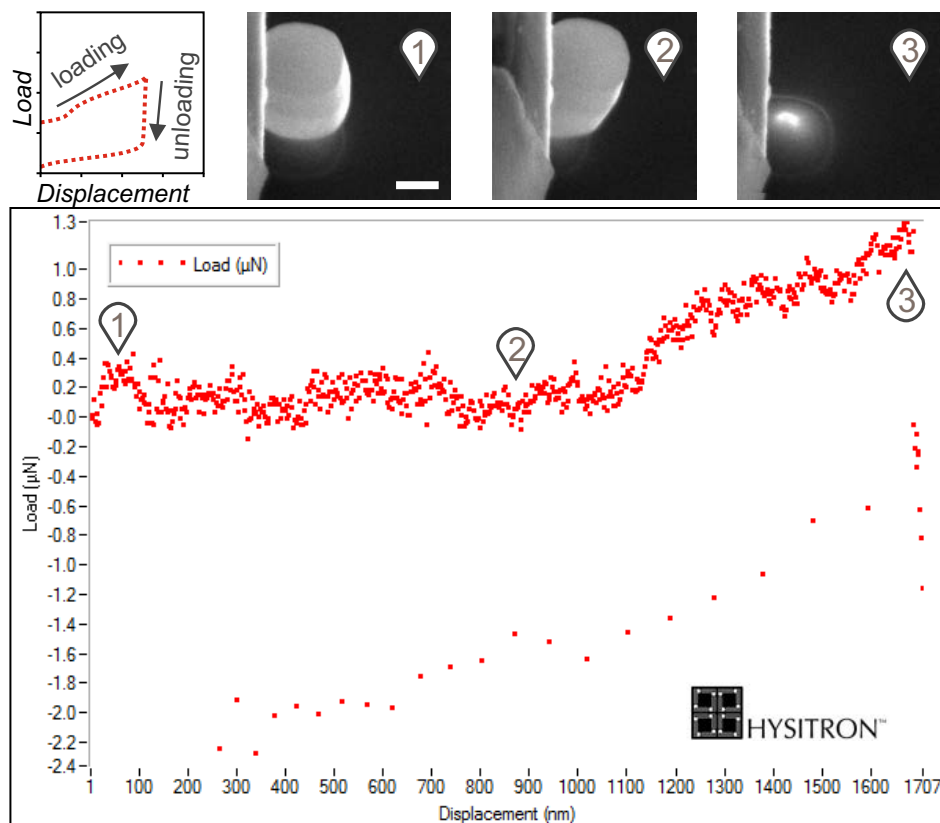 Load
loading
unloading
Displacement
1
2
3
1.3
1.0
0.8
0.6
0.4
0.2
-0.0
-0.2
-0.4
-0.6
-0.8
-1.0
-1.2
-1.4
-1.6
-1.8
-2.0
-2.2
-2.4
Load (µN)
Load (µN)
1
2
3
HYSITRON™
1 100 200 300 400 500 600 700 800 900 1000 1100 1200 1300 1400 1500 1600 1707
Displacement (nm)